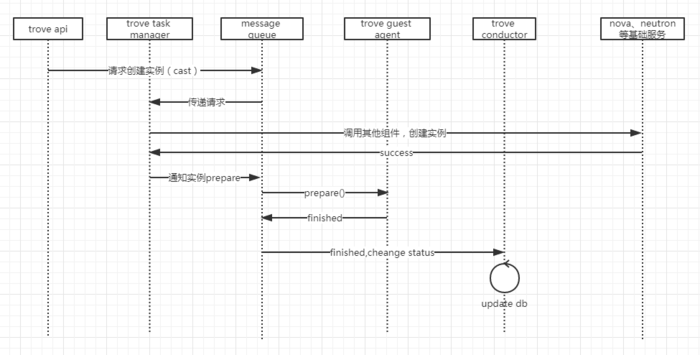 trove api
trove task
manager
message
queue
trove guest
agent
trove
conductor
nova、neutron
等基础服务
请求创建实例（cast）
传递请求
调用其他组件，创建实例
success
通知实例prepare
prepare()
finished
finished,cheange status
update db